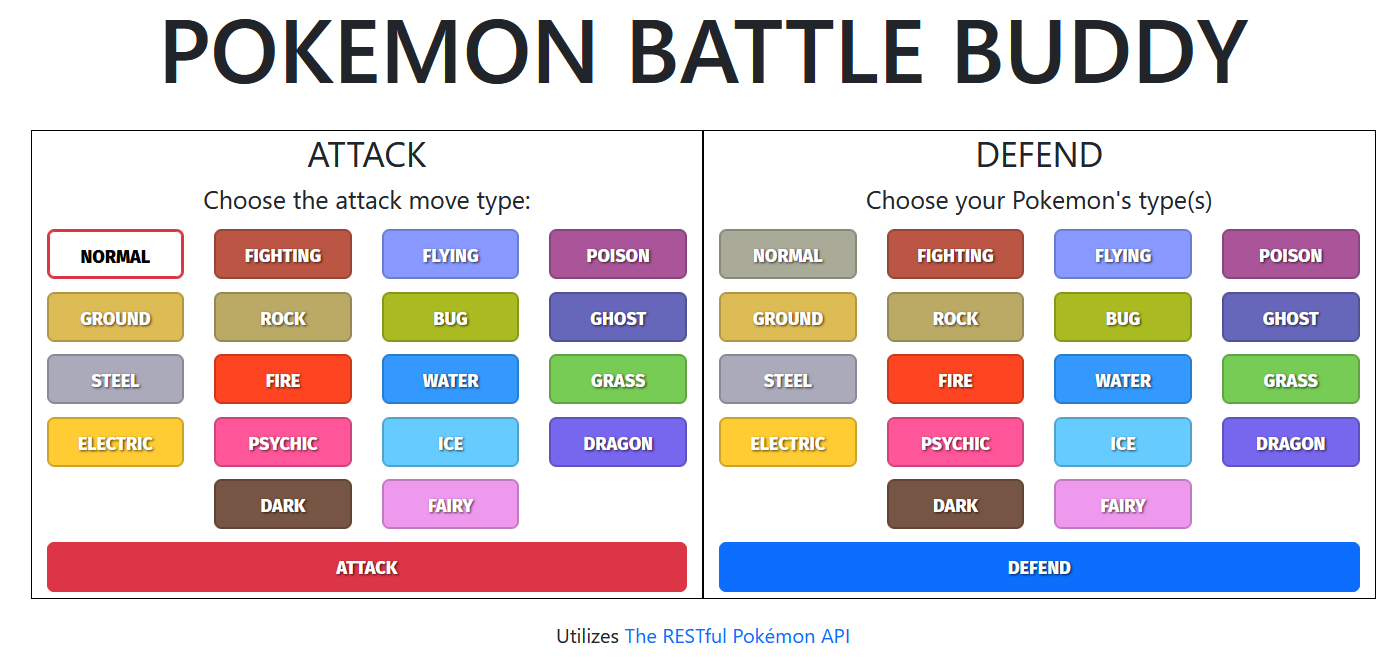 POKEMON BATTLE BUDDY
ATTACK
Choose the attack move type:
NORMAL FIGHTING FLYING POISON
GROUND ROCK BUG GHOST
STEEL FIRE WATER GRASS
ELECTRIC PSYCHIC ICE DRAGON
DARK FAIRY
ATTACK
DEFEND
Choose your Pokemon's type(s)
NORMAL FIGHTING FLYING POISON
GROUND ROCK BUG GHOST
STEEL FIRE WATER GRASS
ELECTRIC PSYCHIC ICE DRAGON
DARK FAIRY
DEFEND
Utilizes The RESTful Pokémon API